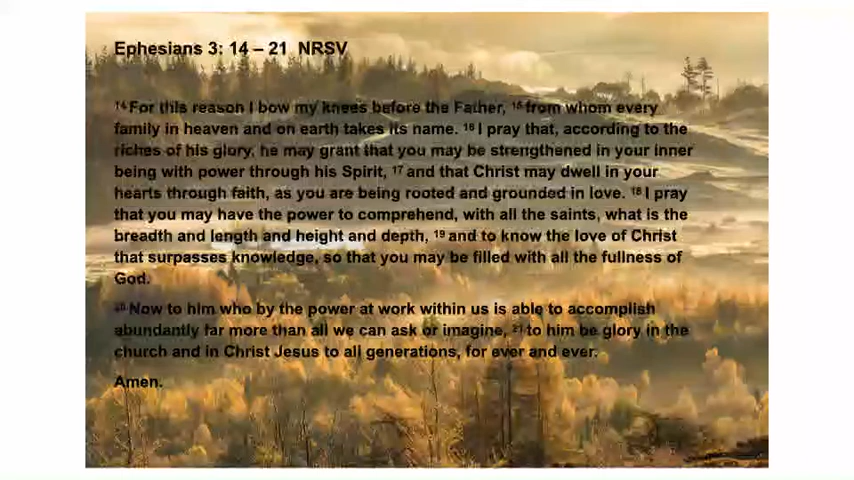 Ephesians 3: 14 – 21 NRSV
14 For this reason I bow my knees before the Father, 15 from whom every
family in heaven and on earth takes its name. 16 I pray that, according to the
riches of his glory, he may grant that you may be strengthened in your inner
being with power through his Spirit, 17 and that Christ may dwell in your
hearts through faith, as you are being rooted and grounded in love. 18 I pray
that you may have the power to comprehend, with all the saints, what is the
breadth and length and height and depth, 19 and to know the love of Christ
that surpasses knowledge, so that you may be filled with all the fullness of
God.
20 Now to him who by the power at work within us is able to accomplish
abundantly far more than all we can ask or imagine, 21 to him be glory in the
church and in Christ Jesus to all generations, for ever and ever.
Amen.